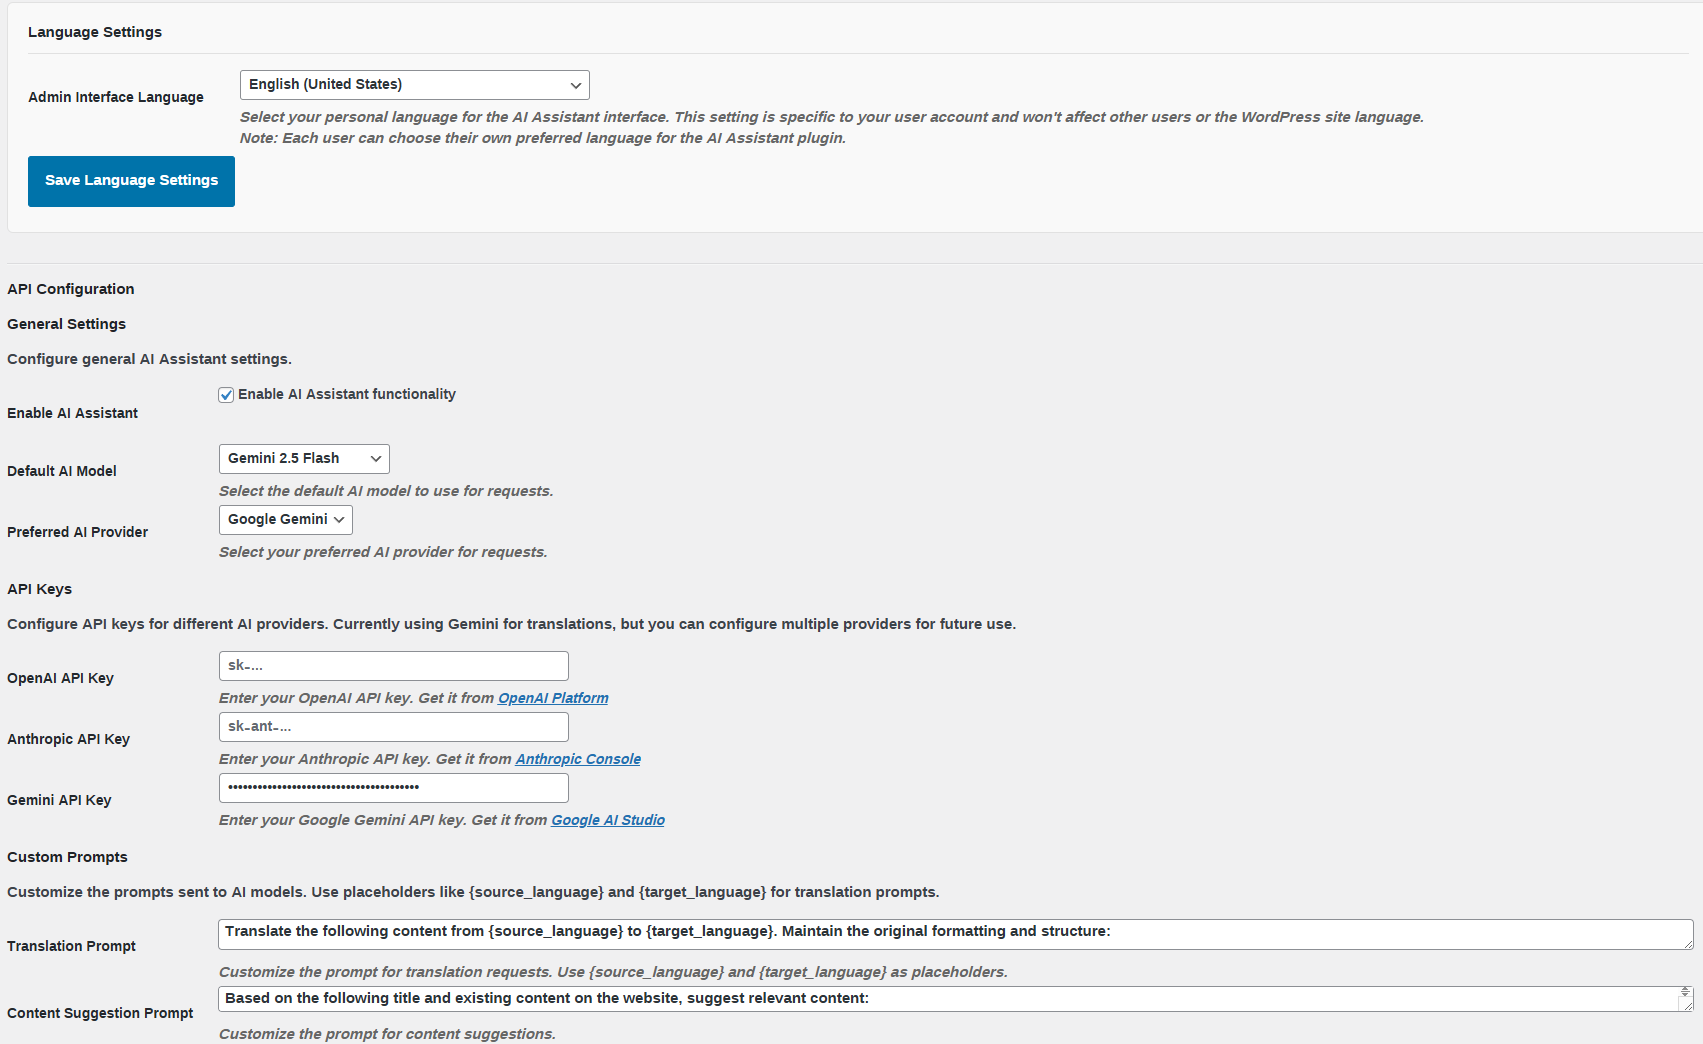 Language Settings
Admin Interface Language
English (United States)
Select your personal language for the AI Assistant interface. This setting is specific to your user account and won't affect other users or the WordPress site language.
Note: Each user can choose their own preferred language for the AI Assistant plugin.
Save Language Settings
API Configuration
General Settings
Configure general AI Assistant settings.
Enable AI Assistant
Enable AI Assistant functionality
Default AI Model
Gemini 2.5 Flash
Select the default AI model to use for requests.
Preferred AI Provider
Google Gemini
Select your preferred AI provider for requests.
API Keys
Configure API keys for different AI providers. Currently using Gemini for translations, but you can configure multiple providers for future use.
OpenAI API Key
sk-...
Enter your OpenAI API key. Get it from OpenAI Platform
Anthropic API Key
sk-ant-...
Enter your Anthropic API key. Get it from Anthropic Console
Gemini API Key
Enter your Google Gemini API key. Get it from Google AI Studio
Custom Prompts
Customize the prompts sent to AI models. Use placeholders like {source_language} and {target_language} for translation prompts.
Translation Prompt
Translate the following content from {source_language} to {target_language}. Maintain the original formatting and structure:
Customize the prompt for translation requests. Use {source_language} and {target_language} as placeholders.
Content Suggestion Prompt
Based on the following title and existing content on the website, suggest relevant content:
Customize the prompt for content suggestions.